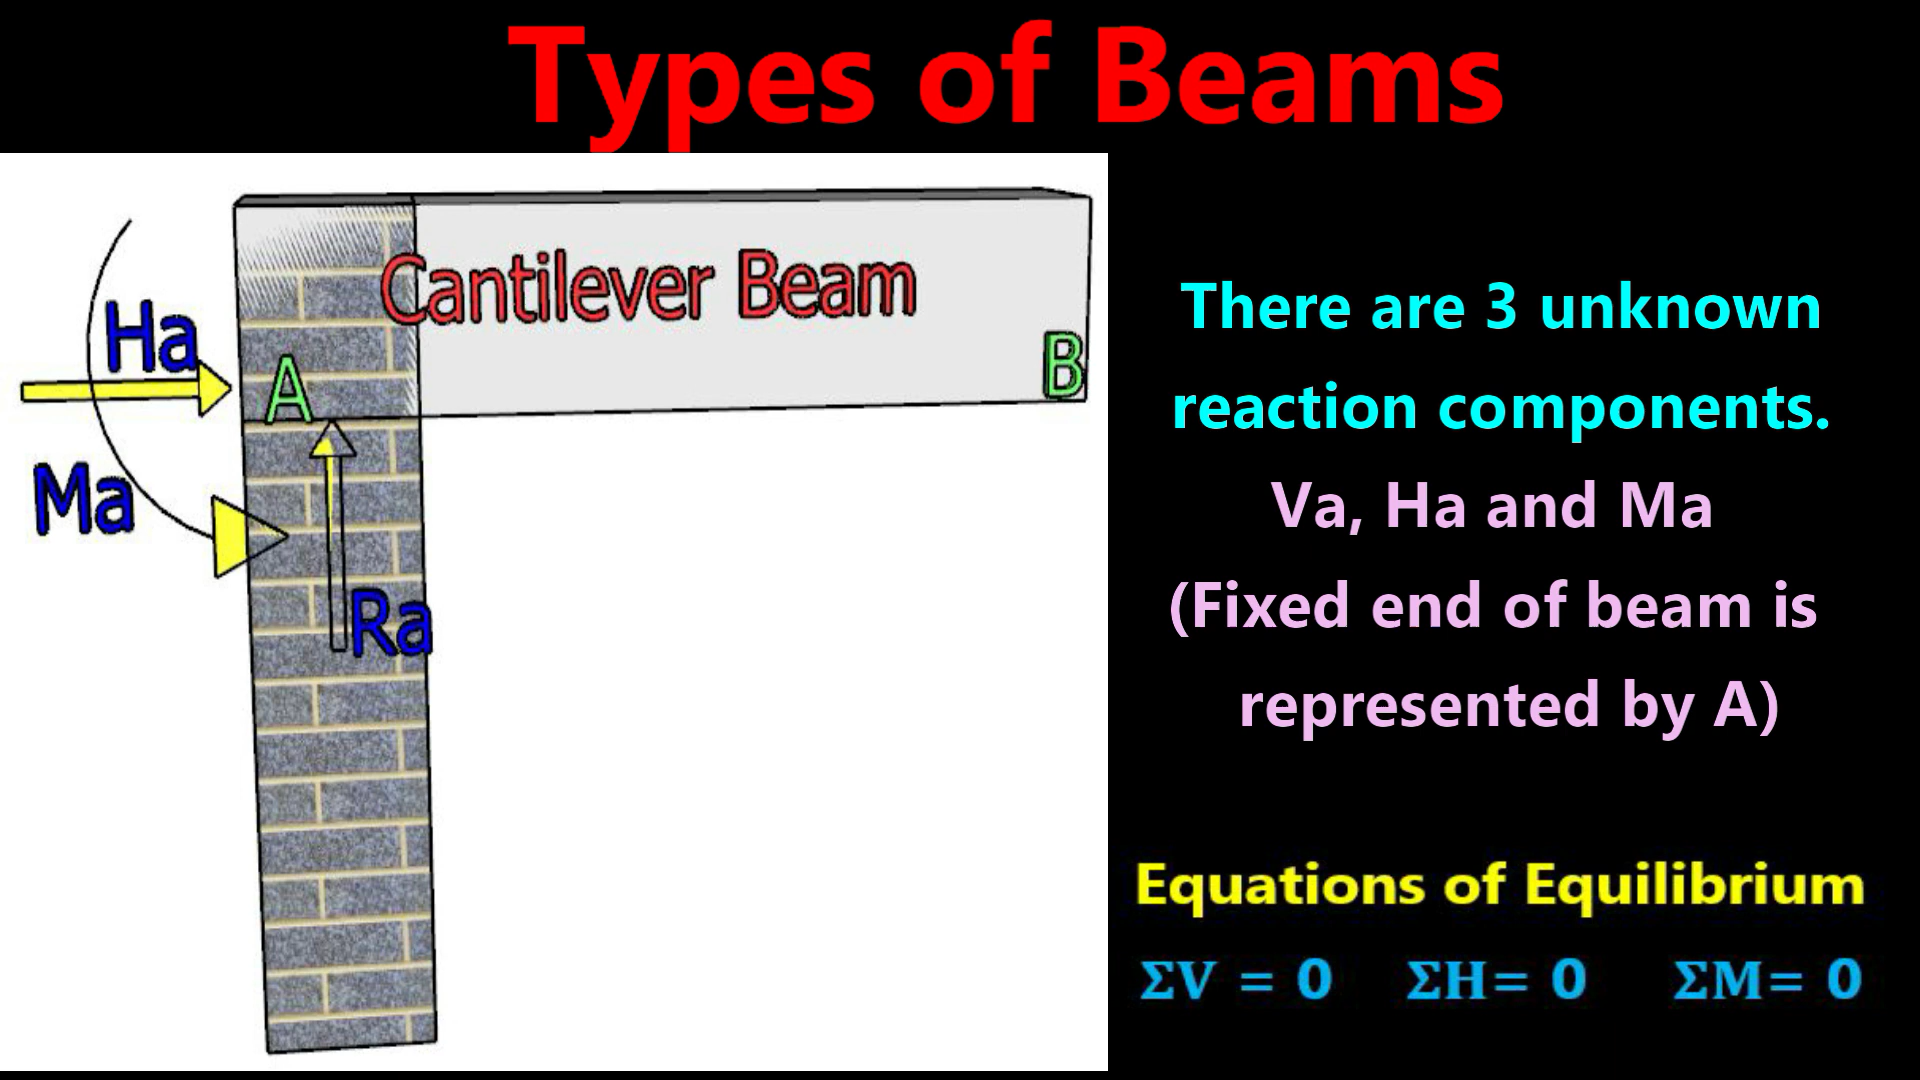 Types of Beams
Cantilever Beam
Ha
A
B
Ma
Ra
There are 3 unknown
reaction components.
Va, Ha and Ma
(Fixed end of beam is
represented by A)
Equations of Equilibrium
ΣV = 0 ΣH= 0 ΣM= 0